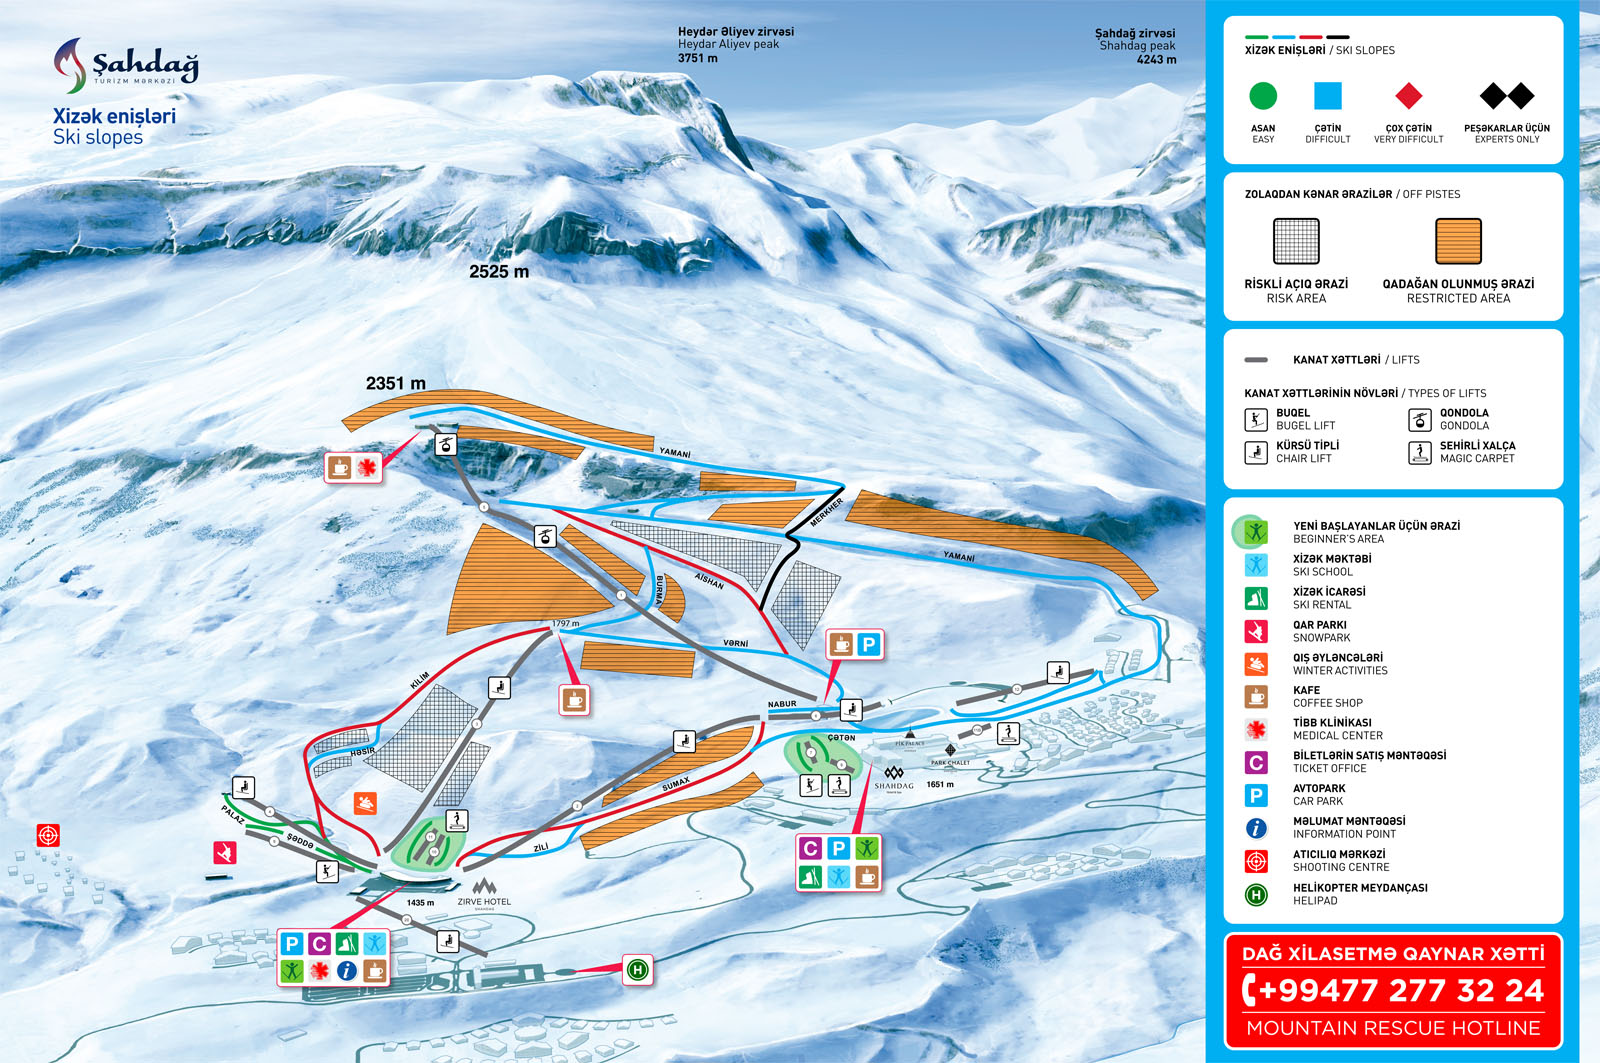 Şahdağ
TURİZM MƏRKƏZİ
Xizək enişləri
Ski slopes
Heydər Əliyev zirvəsi
Heydar Aliyev peak
3751 m
Şahdağ zirvəsi
Shahdag peak
4243 m
2525 m
2351 m
YAMANİ
MERKHER
YAMANİ
AİSHAN
BURMA
1797 m
VƏRNİ
KİLİM
HƏSİR
NABUR
ÇƏTƏN
PİK PALACE
PARK CHALET
SHAHDAG
1651 m
SUMAX
ZİLİ
PALAZ
ŞƏDDƏ
1435 m
ZIRVE HOTEL
SHAHDAG
P
C P
P C
i
H
XİZƏK ENİŞLƏRİ / SKI SLOPES
ASAN
EASY
ÇƏTİN
DIFFICULT
ÇOX ÇƏTİN
VERY DIFFICULT
PEŞƏKARLAR ÜÇÜN
EXPERTS ONLY
ZOLAQDAN KƏNAR ƏRAZİLƏR / OFF PISTES
RİSKLİ AÇIQ ƏRAZİ
RISK AREA
QADAĞAN OLUNMUŞ ƏRAZİ
RESTRICTED AREA
KANAT XƏTTLƏRİ / LIFTS
KANAT XƏTTLƏRİNİN NÖVLƏRİ / TYPES OF LIFTS
BUQEL
BUGEL LIFT
QONDOLA
GONDOLA
KÜRSÜ TİPLİ
CHAIR LIFT
SEHİRLİ XALÇA
MAGIC CARPET
YENİ BAŞLAYANLAR ÜÇÜN ƏRAZİ
BEGINNER'S AREA
XİZƏK MƏKTƏBİ
SKI SCHOOL
XİZƏK İCARƏSİ
SKI RENTAL
QAR PARKI
SNOWPARK
QIŞ ƏYLƏNCƏLƏRİ
WINTER ACTIVITIES
KAFE
COFFEE SHOP
TİBB KLİNİKASI
MEDICAL CENTER
C
BİLETLƏRİN SATIŞ MƏNTƏQƏSİ
TICKET OFFICE
P
AVTOPARK
CAR PARK
i
MƏLUMAT MƏNTƏQƏSİ
INFORMATION POINT
ATICILIQ MƏRKƏZİ
SHOOTING CENTRE
H
HELİKOPTER MEYDANÇASI
HELIPAD
DAĞ XİLASETMƏ QAYNAR XƏTTİ
+99477 277 32 24
MOUNTAIN RESCUE HOTLINE